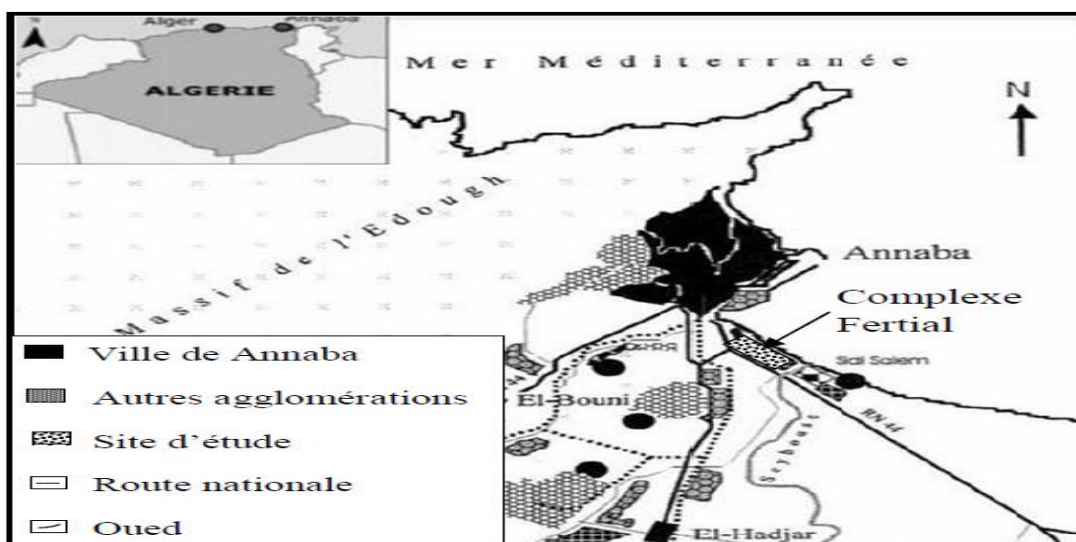 N
Alger
Annaba
ALGERIE
Mer Méditerranée
N
Massif de l'Edough
Annaba
Complexe
Fertial
Sidi Salem
El-Bouni
RN 44
Seybouse
El-Hadjar
Ville de Annaba
Autres agglomérations
Site d’étude
Route nationale
Oued